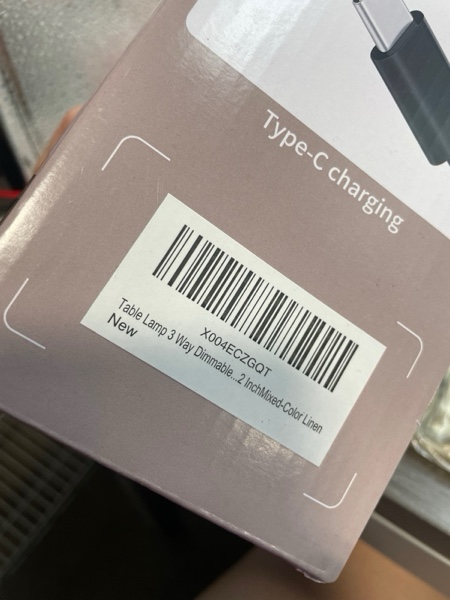 Type-C charging
X004ECZGQT
Table Lamp 3 Way Dimmable...2 InchMixed-Color Linen
New